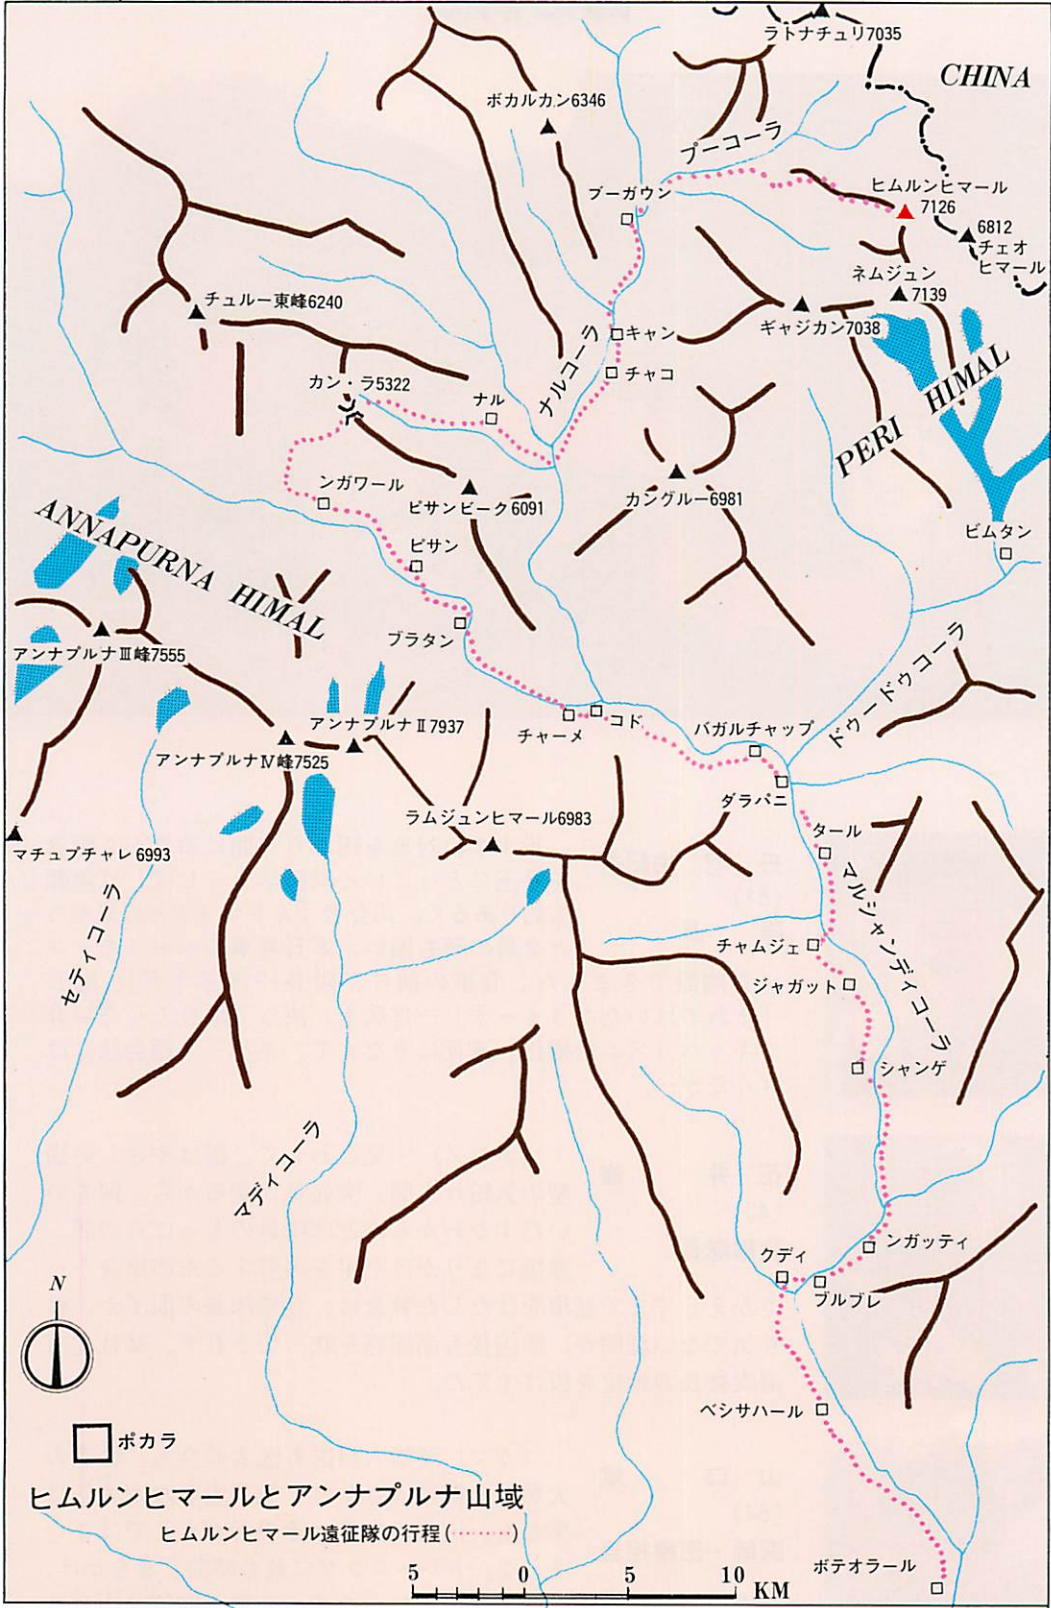 ラトナチュリ7035
CHINA
ボカルカン6346
プーコーラ
ヒムルンヒマール
7126
プーガウン
6812
チェオ
ヒマール
ネムジュン
7139
チュルー東峰6240
ギャジカン7038
キャン
チャコ
ナルコーラ
カン・ラ5322
ナル
PERI HIMAL
ンガワール
ピサンピーク6091
カングルー6981
ANNAPURNA HIMAL
ピサン
ビムタン
ブラタン
アンナプルナⅢ峰7555
ドゥードゥコーラ
アンナプルナⅡ7937
チャーメ
コド
バガルチャップ
アンナプルナⅣ峰7525
ダラパニ
ラムジュンヒマール6983
タール
マチュプチャレ6993
マルシャンディコーラ
セティコーラ
チャムジェ
ジャガット
シャンゲ
マディコーラ
ンガッティ
クディ
ブルブレ
N
ベシサハール
ポカラ
ヒムルンヒマールとアンナプルナ山域
ヒムルンヒマール遠征隊の行程(………)
ボテオラール
5 0 5 10 KM